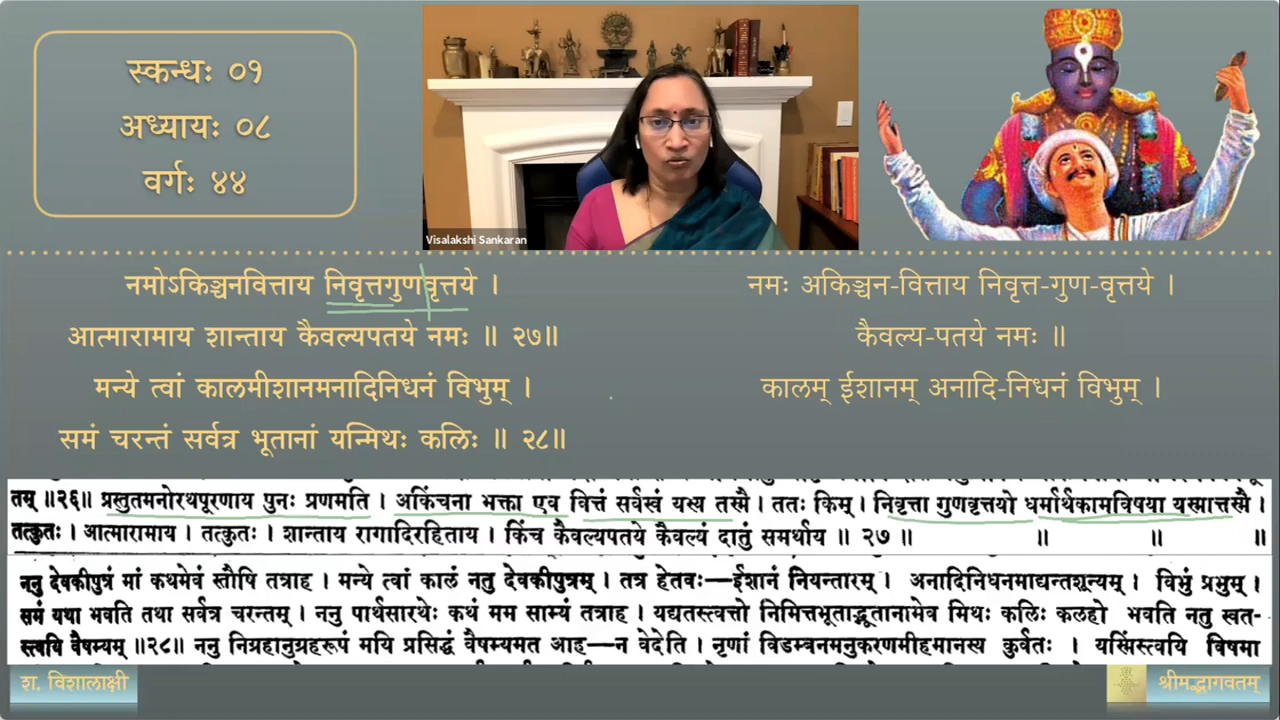 स्कन्धः ०१
अध्यायः ०८
वर्गः ४४
Visalakshi Sankaran
नमोऽकिञ्चनवित्ताय निवृत्तगुणवृत्तये ।
आत्मारामाय शान्ताय कैवल्यपतये नमः ॥ २७॥
मन्ये त्वां कालमीशानमनादिनिधनं विभुम् ।
समं चरन्तं सर्वत्र भूतानां यन्मिथः कलिः ॥ २८॥
नमः अकिञ्चन-वित्ताय निवृत्त-गुण-वृत्तये ।
कैवल्य-पतये नमः ॥
कालम् ईशानम् अनादि-निधनं विभुम् ।
तम् ॥२६॥ प्रस्तुतमनोरथपूरणाय पुनः प्रणमति । अकिंचना भक्ता एव वित्तं सर्वस्वं यस्य तस्मै । ततः किम् । निवृत्ता गुणवृत्तयो धर्मार्थकामविषया यस्मात्तस्मै ।
तत्कुतः । आत्मारामाय । तत्कुतः । शान्ताय रागादिरहिताय । किंच कैवल्यपतये कैवल्यं दातुं समर्थाय ॥ २७ ॥ ॥ ॥ ॥
ननु देवकीपुत्रं मां कथमेवं स्तौषि तत्राह । मन्ये त्वां कालं नतु देवकीपुत्रम् । तत्र हेतवः—ईशानं नियन्तारम् । अनादिनिधनमाद्यन्तशून्यम् । विभुं प्रभुम् ।
समं यथा भवति तथा सर्वत्र चरन्तम् । ननु पार्थसारथेः कथं मम साम्यं तत्राह । यद्यतस्त्वत्तो निमित्तभूताद्भूतानामेव मिथः कलिः कलहो भवति नतु स्वत-
स्त्वयि वैषम्यम् ॥२८॥ ननु निग्रहानुग्रहरूपं मयि प्रसिद्धं वैषम्यमत आह—न वेदेति । नृणां विडम्बनमनुकरणमीहमानस्य कुर्वतः । यस्मिंस्त्वयि विषमा
श. विशालाक्षी
श्रीमद्भागवतम्